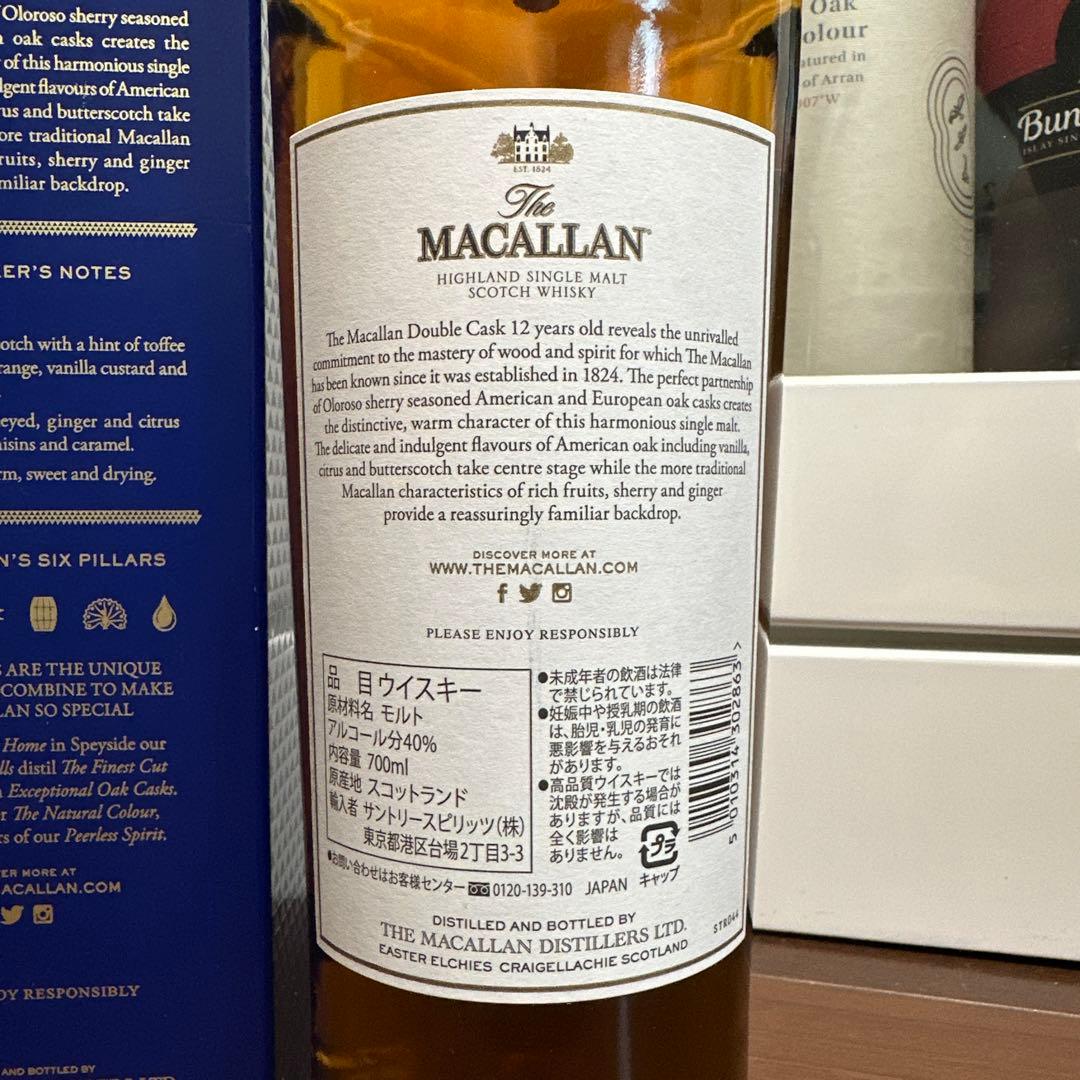 Oloroso sherry seasoned
oak casks creates the
of this harmonious single
flavours of American
and butterscotch take
traditional Macallan
sherry and ginger
backdrop.
NOTES
with a hint of toffee
vanilla custard and
ginger and citrus
and caramel.
sweet and drying.
SIX PILLARS
ARE THE UNIQUE
COMBINE TO MAKE
SO SPECIAL
Home in Speyside our
distil The Finest Cut
Exceptional Oak Casks.
The Natural Colour,
of our Peerless Spirit.
MORE AT
RESPONSIBLY
AND BOTTLED BY
EST. 1824
The
MACALLAN
HIGHLAND SINGLE MALT
SCOTCH WHISKY
The Macallan Double Cask 12 years old reveals the unrivalled
commitment to the mastery of wood and spirit for which The Macallan
has been known since it was established in 1824. The perfect partnership
of Oloroso sherry seasoned American and European oak casks creates
the distinctive, warm character of this harmonious single malt.
The delicate and indulgent flavours of American oak including vanilla,
citrus and butterscotch take centre stage while the more traditional
Macallan characteristics of rich fruits, sherry and ginger
provide a reassuringly familiar backdrop.
DISCOVER MORE AT
WWW.THEMACALLAN.COM
PLEASE ENJOY RESPONSIBLY
品 目 ウイスキー
原材料名 モルト
アルコール分40%
内容量 700ml
原産地 スコットランド
輸入者 サントリースピリッツ(株)
東京都港区台場2丁目3-3
●未成年者の飲酒は法律
で禁じられています。
●妊娠中や授乳期の飲酒
は、胎児・乳児の発育に
悪影響を与えるおそれ
があります。
●高品質ウイスキーでは
沈殿が発生する場合が
ありますが、品質には
全く影響は
ありません。
プラ
キャップ
5 010314 302863 >
●お問い合わせはお客様センター 0120-139-310 JAPAN
DISTILLED AND BOTTLED BY
THE MACALLAN DISTILLERS LTD.
EASTER ELCHIES CRAIGELLACHIE SCOTLAND
STR044
Oak
olour
in
of Arran
Bun
ISLAY